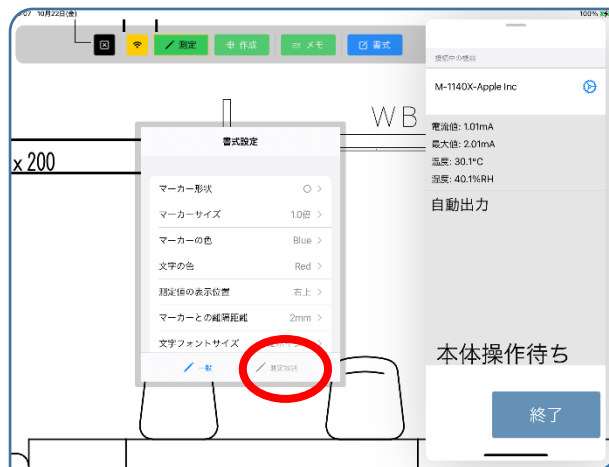 07 10月22日(金) 100%
測定 作成 メモ 書式
接続中の機器
M-1140X-Apple Inc
電流値: 1.01mA
最大値: 2.01mA
温度: 30.1°C
湿度: 40.1%RH
自動出力
WB
x 200
書式設定
マーカー形状
マーカーサイズ 1.0倍
マーカーの色 Blue
文字の色 Red
測定値の表示位置 右上
マーカーとの離隔距離 2mm
文字フォントサイズ
一般
本体操作待ち
終了